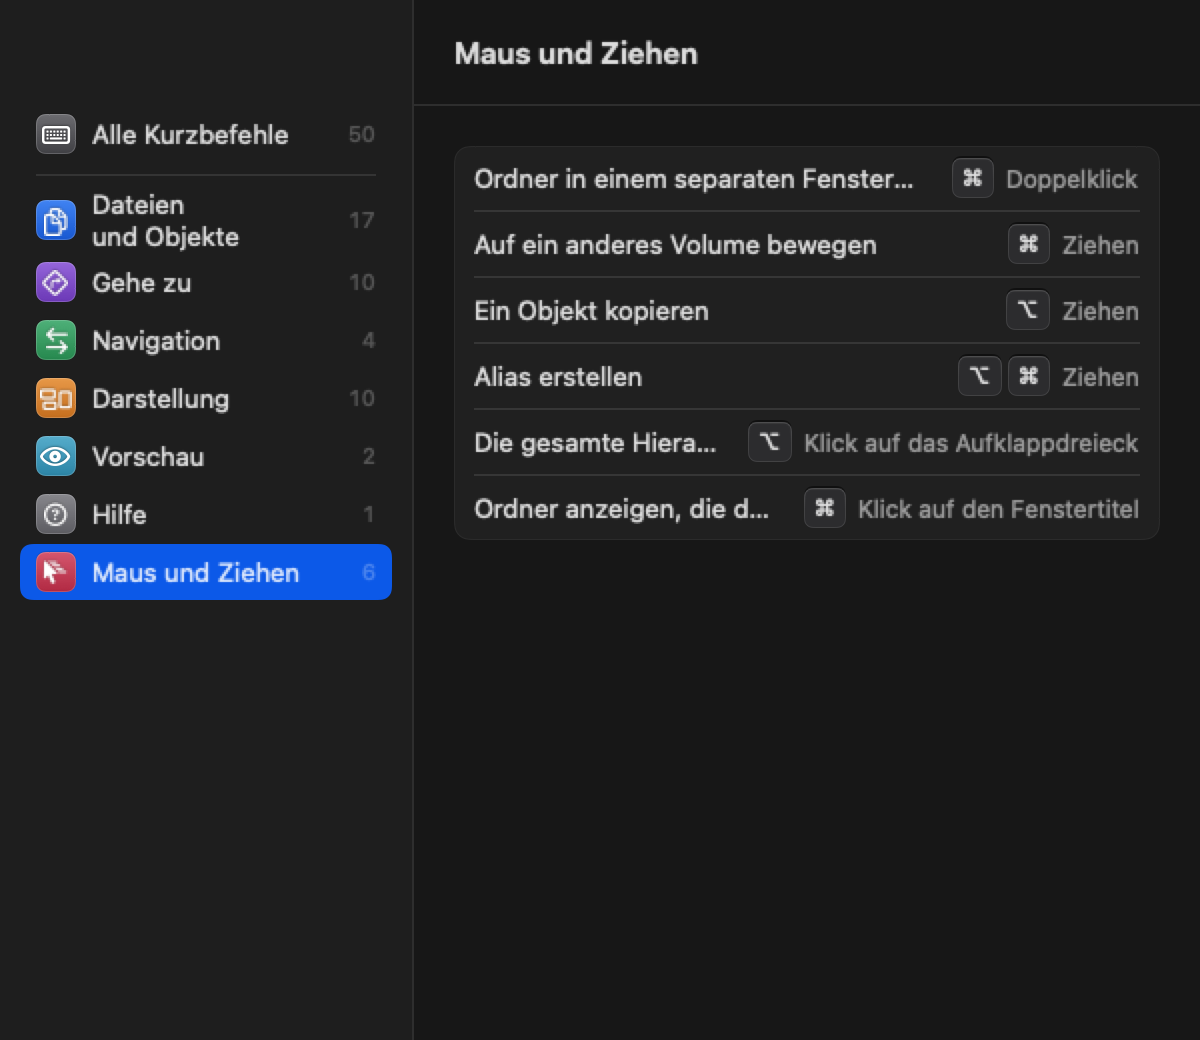 Alle Kurzbefehle 50
Dateien
und Objekte 17
Gehe zu 10
Navigation 4
Darstellung 10
Vorschau 2
Hilfe 1
Maus und Ziehen 6
Maus und Ziehen
Ordner in einem separaten Fenster... ⌘ Doppelklick
Auf ein anderes Volume bewegen ⌘ Ziehen
Ein Objekt kopieren ⌥ Ziehen
Alias erstellen ⌥ ⌘ Ziehen
Die gesamte Hiera... ⌥ Klick auf das Aufklappdreieck
Ordner anzeigen, die d... ⌘ Klick auf den Fenstertitel